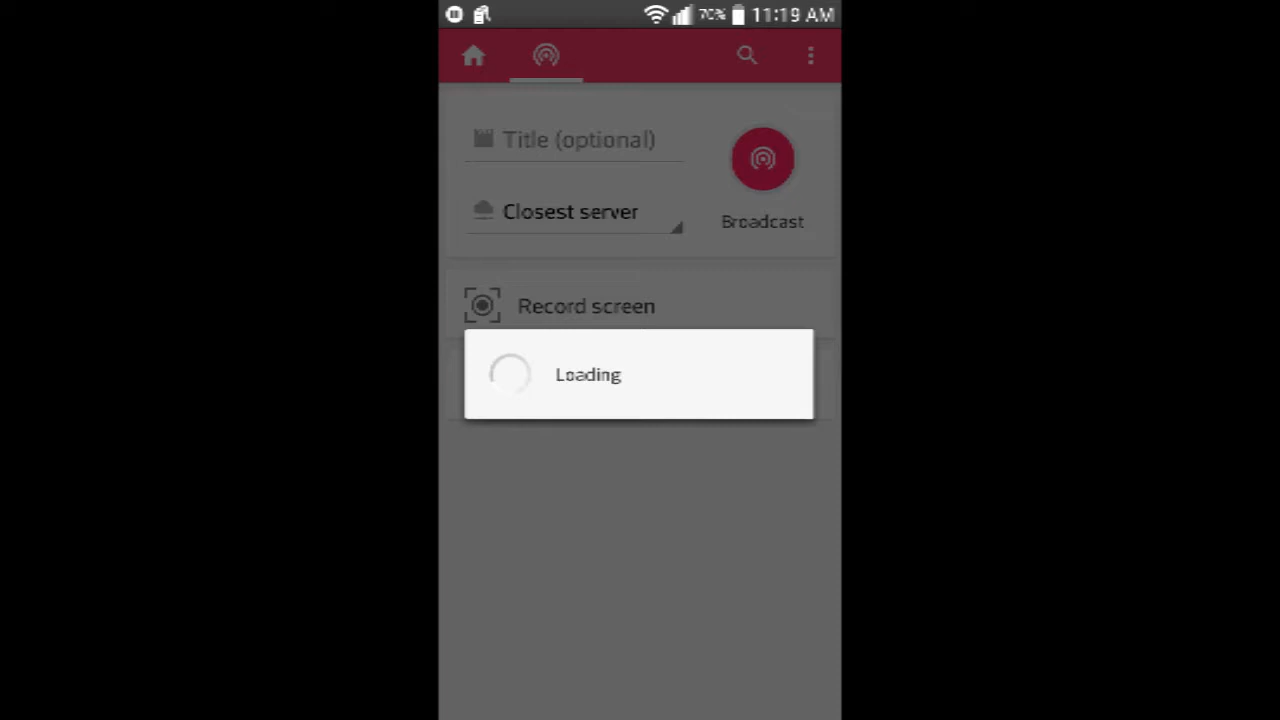 70% 11:19 AM
Title (optional)
Closest server
Broadcast
Record screen
Loading